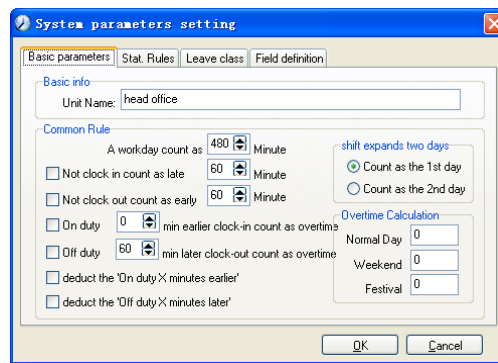 System parameters setting
Basic parameters Stat. Rules Leave class Field definition
Basic info
Unit Name: head office
Common Rule
A workday count as 480 Minute
Not clock in count as late 60 Minute
Not clock out count as early 60 Minute
On duty 0 min earlier clock-in count as overtime
Off duty 60 min later clock-out count as overtime
deduct the 'On duty X minutes earlier'
deduct the 'Off duty X minutes later'
shift expands two days
Count as the 1st day
Count as the 2nd day
Overtime Calculation
Normal Day 0
Weekend 0
Festival 0
OK Cancel